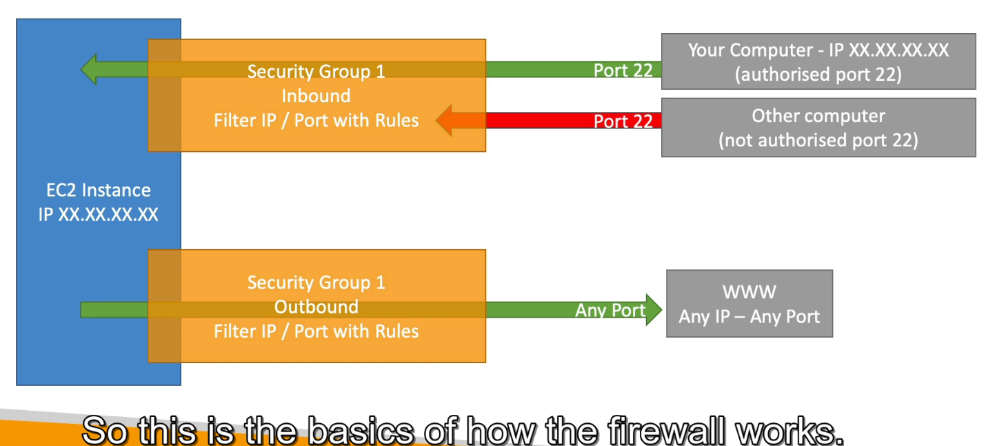 Your Computer - IP XX.XX.XX.XX
(authorised port 22)
Port 22
Security Group 1
Inbound
Filter IP / Port with Rules
Other computer
(not authorised port 22)
Port 22
EC2 Instance
IP XX.XX.XX.XX
Security Group 1
Outbound
Filter IP / Port with Rules
Any Port
WWW
Any IP – Any Port
So this is the basics of how the firewall works.